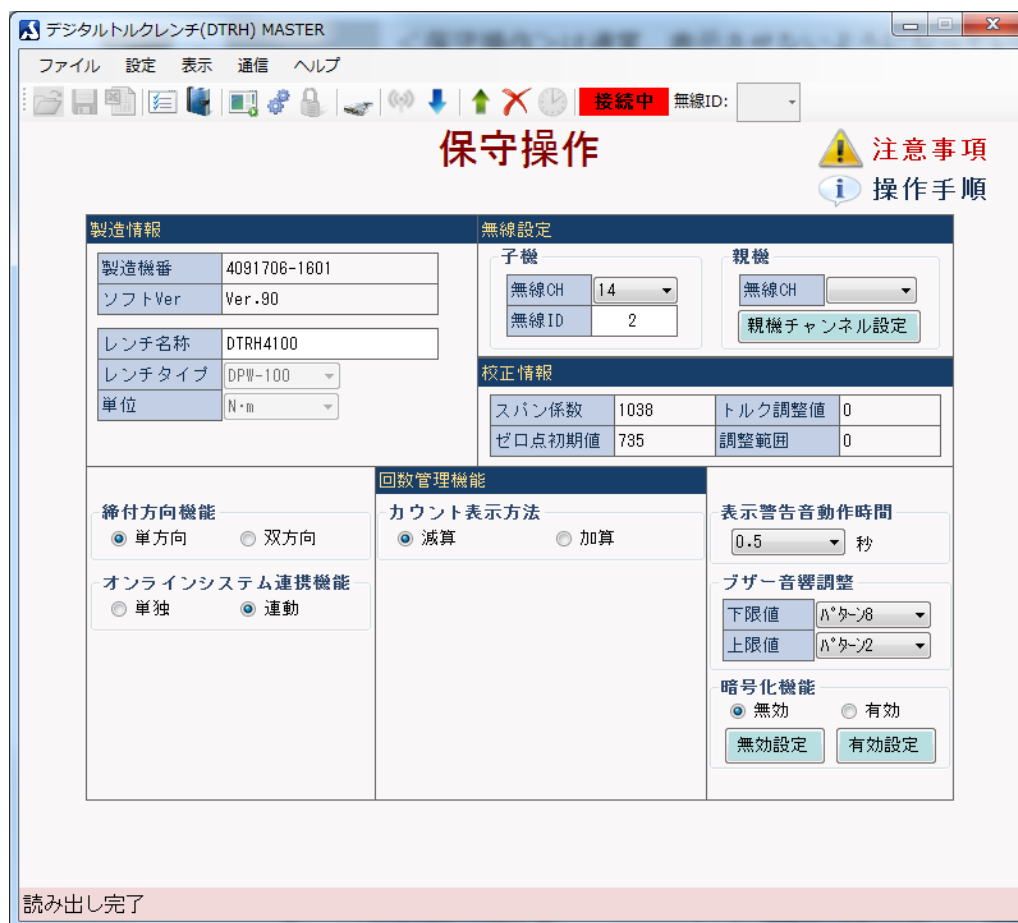 デジタルトルクレンチ(DTRH) MASTER
ファイル 設定 表示 通信 ヘルプ
接続中 無線ID:
保守操作
注意事項
操作手順
製造情報
製造機番 4091706-1601
ソフトVer Ver.90
レンチ名称 DTRH4100
レンチタイプ DPW-100
単位 N・m
無線設定
子機
無線CH 14
無線ID 2
親機
無線CH
親機チャンネル設定
校正情報
スパン係数 1038 トルク調整値 0
ゼロ点初期値 735 調整範囲 0
締付方向機能
単方向 双方向
オンラインシステム連携機能
単独 連動
回数管理機能
カウント表示方法
減算 加算
表示警告音動作時間
0.5 秒
ブザー音響調整
下限値 ﾊﾟﾀｰﾝ8
上限値 ﾊﾟﾀｰﾝ2
暗号化機能
無効 有効
無効設定 有効設定
読み出し完了